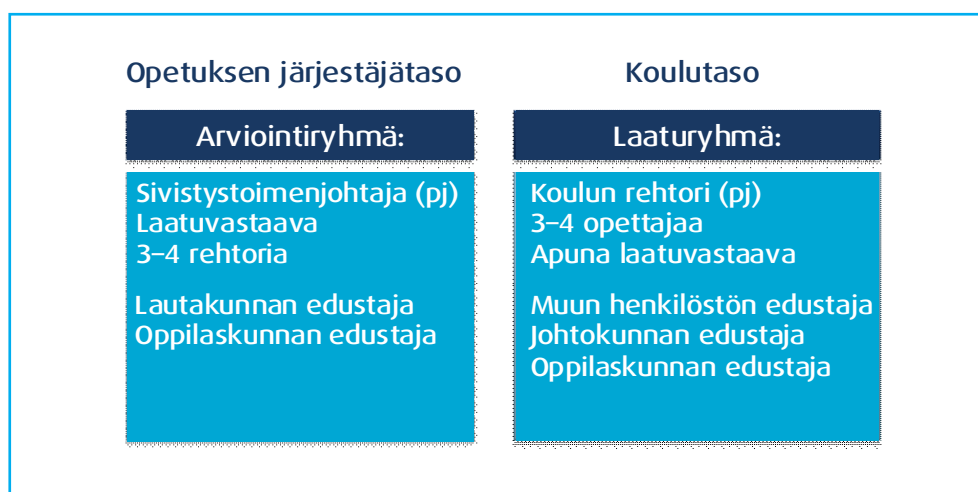 Opetuksen järjestäjätaso
Arviointiryhmä:
Sivistystoimenjohtaja (pj)
Laatuvastaava
3–4 rehtoria
Lautakunnan edustaja
Oppilaskunnan edustaja
Koulutaso
Laaturyhmä:
Koulun rehtori (pj)
3–4 opettajaa
Apuna laatuvastaava
Muun henkilöstön edustaja
Johtokunnan edustaja
Oppilaskunnan edustaja